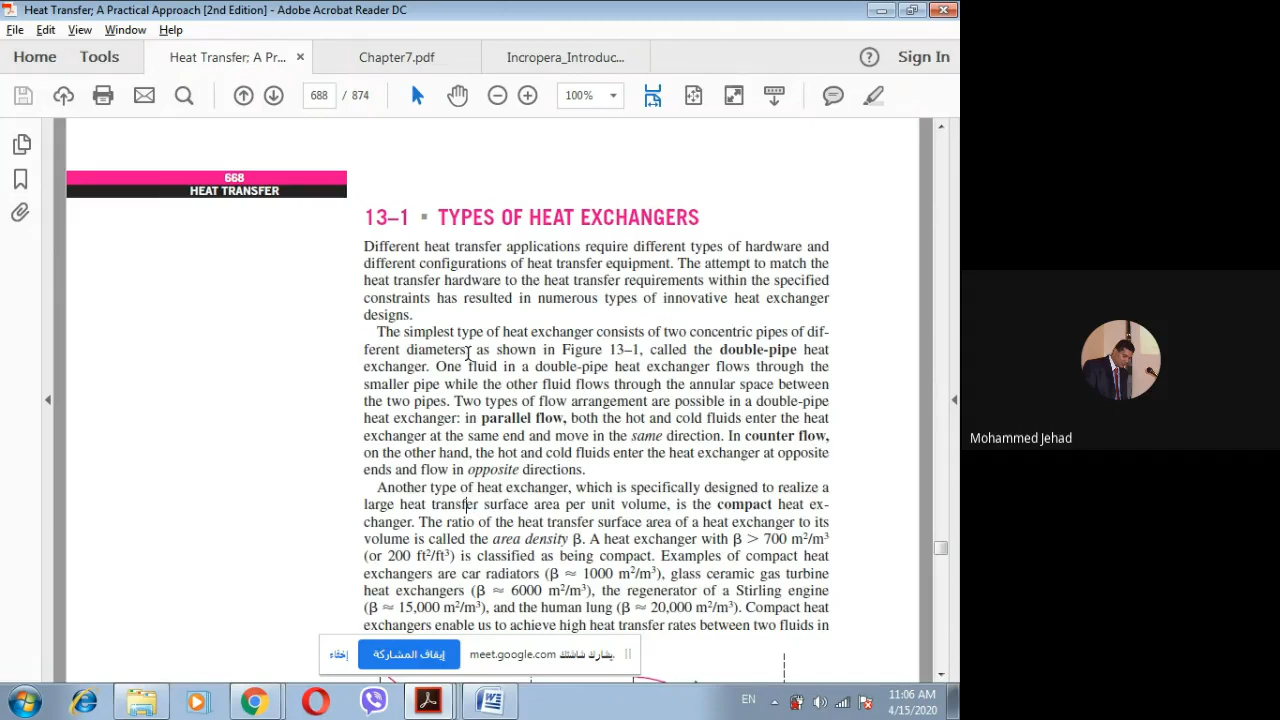 Heat Transfer; A Practical Approach [2nd Edition] - Adobe Acrobat Reader DC
File Edit View Window Help
Home Tools Heat Transfer; A Pr... × Chapter7.pdf Incropera_Introduc... Sign In
688 / 874 100%
668
HEAT TRANSFER
13–1 ▪ TYPES OF HEAT EXCHANGERS
Different heat transfer applications require different types of hardware and
different configurations of heat transfer equipment. The attempt to match the
heat transfer hardware to the heat transfer requirements within the specified
constraints has resulted in numerous types of innovative heat exchanger
designs.
The simplest type of heat exchanger consists of two concentric pipes of dif-
ferent diameters, as shown in Figure 13–1, called the double-pipe heat
exchanger. One fluid in a double-pipe heat exchanger flows through the
smaller pipe while the other fluid flows through the annular space between
the two pipes. Two types of flow arrangement are possible in a double-pipe
heat exchanger: in parallel flow, both the hot and cold fluids enter the heat
exchanger at the same end and move in the same direction. In counter flow,
on the other hand, the hot and cold fluids enter the heat exchanger at opposite
ends and flow in opposite directions.
Another type of heat exchanger, which is specifically designed to realize a
large heat transfer surface area per unit volume, is the compact heat ex-
changer. The ratio of the heat transfer surface area of a heat exchanger to its
volume is called the area density β. A heat exchanger with β > 700 m²/m³
(or 200 ft²/ft³) is classified as being compact. Examples of compact heat
exchangers are car radiators (β ≈ 1000 m²/m³), glass ceramic gas turbine
heat exchangers (β ≈ 6000 m²/m³), the regenerator of a Stirling engine
(β ≈ 15,000 m²/m³), and the human lung (β ≈ 20,000 m²/m³). Compact heat
exchangers enable us to achieve high heat transfer rates between two fluids in
يشارك شاشتك meet.google.com. إيقاف المشاركة إخفاء
EN 11:06 AM
4/15/2020
Mohammed Jehad